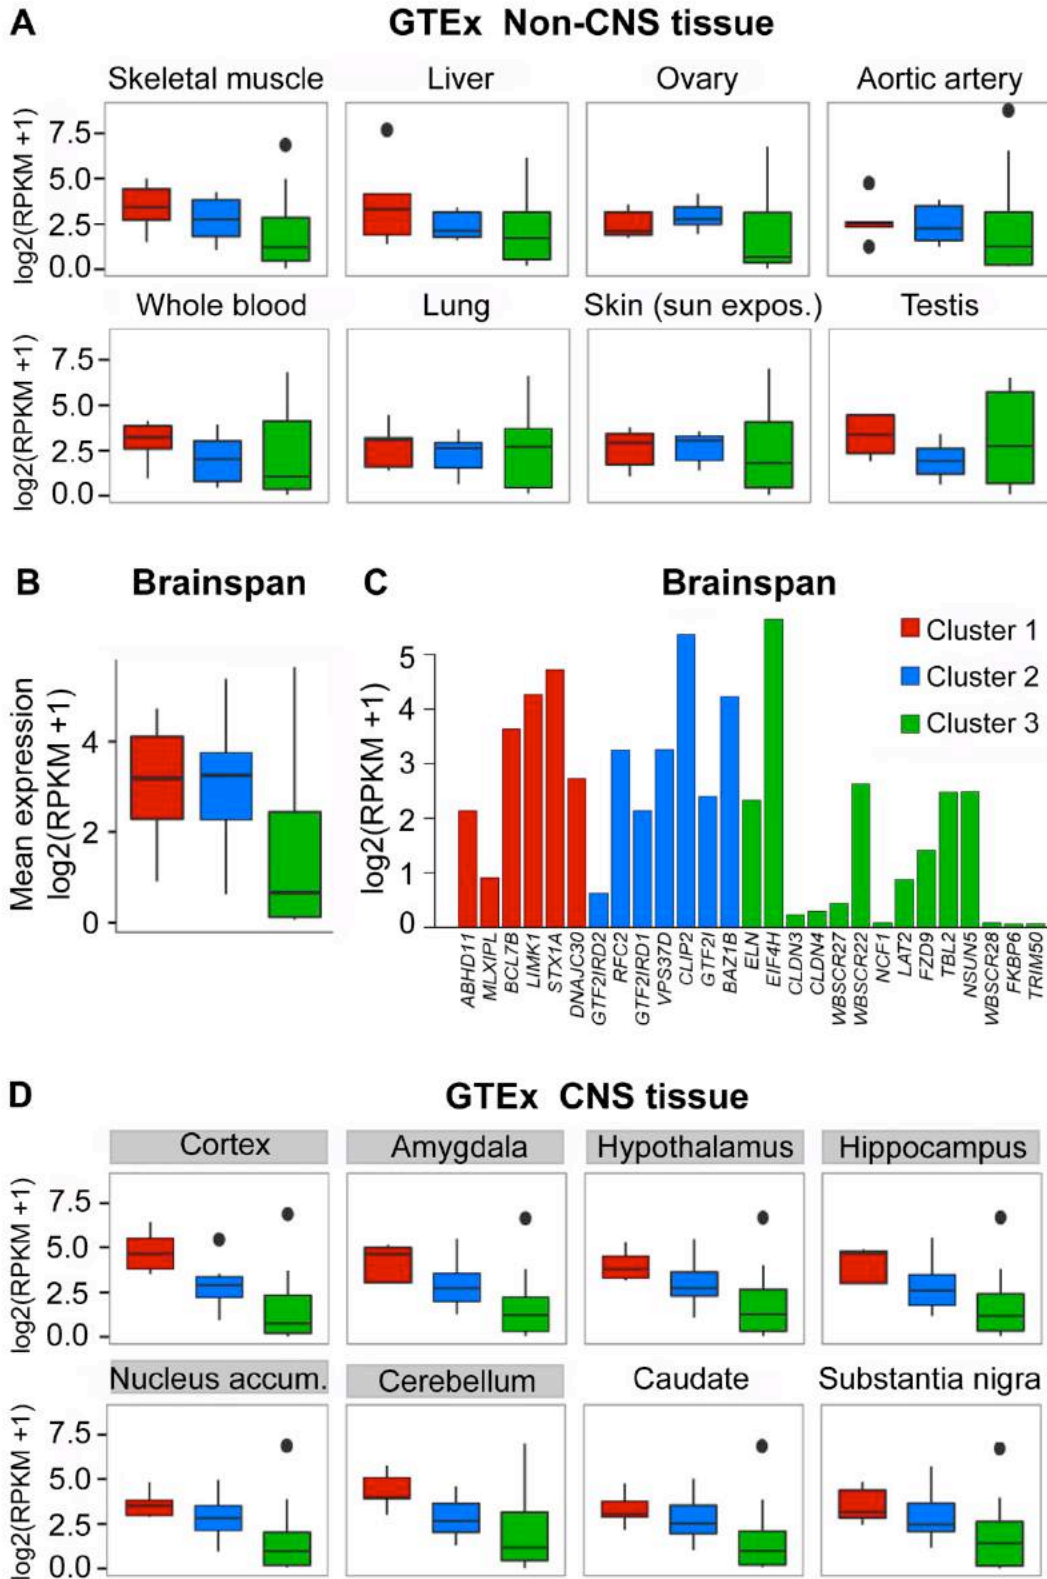 A GTEx Non-CNS tissue
Skeletal muscle Liver Ovary Aortic artery
log2(RPKM +1)
7.5
5.0
2.5
0.0
Whole blood Lung Skin (sun expos.) Testis
log2(RPKM +1)
7.5
5.0
2.5
0.0
B Brainspan
Mean expression
log2(RPKM +1)
4
2
0
C Brainspan
Cluster 1
Cluster 2
Cluster 3
log2(RPKM +1)
5
4
3
2
1
0
ABHD11
MLXIPL
BCL7B
LIMK1
STX1A
DNAJC30
GTF2IRD2
RFC2
GTF2IRD1
VPS37D
CLIP2
GTF2I
BAZ1B
ELN
EIF4H
CLDN3
CLDN4
WBSCR27
WBSCR22
NCF1
LAT2
FZD9
TBL2
NSUN5
WBSCR28
FKBP6
TRIM50
D GTEx CNS tissue
Cortex Amygdala Hypothalamus Hippocampus
log2(RPKM +1)
7.5
5.0
2.5
0.0
Nucleus accum. Cerebellum Caudate Substantia nigra
log2(RPKM +1)
7.5
5.0
2.5
0.0